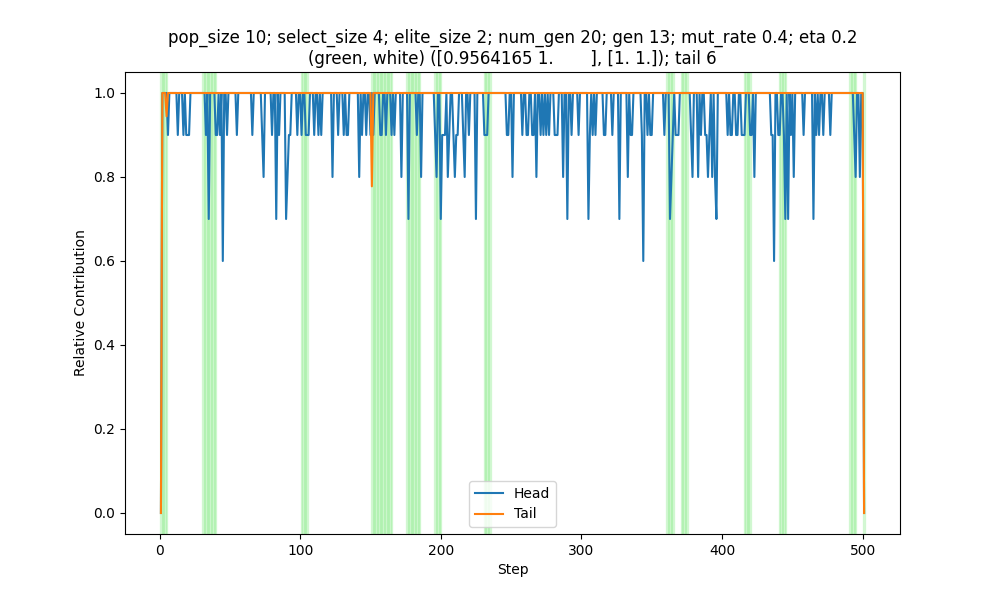 pop_size 10; select_size 4; elite_size 2; num_gen 20; gen 13; mut_rate 0.4; eta 0.2
(green, white) ([0.9564165 1.        ], [1. 1.]); tail 6
1.0
0.8
0.6
0.4
0.2
0.0
Relative Contribution
Head
Tail
0
100
200
300
400
500
Step